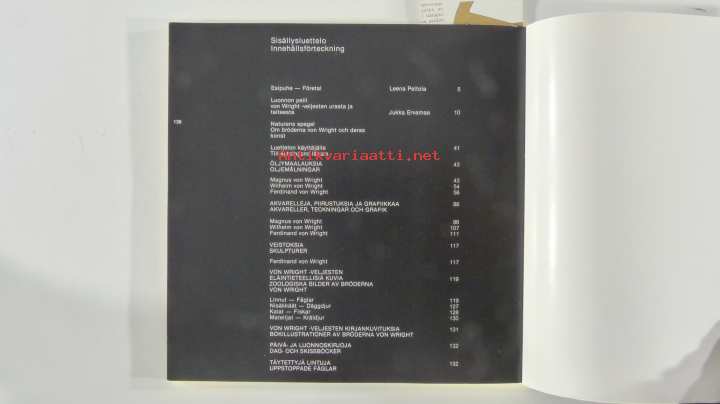 Sisällysluettelo
Innehållsförteckning
Esipuhe — Företal Leena Peltola 5
Luonnon peili
von Wright -veljesten urasta ja
taiteesta Jukka Ervamaa 10
139
Naturens spegel
Om bröderna von Wright och deras
konst
Luettelon käyttäjälle 41
Antikvariaatti.net
ÖLJYMAALAUKSIA 43
OLJEMÅLNINGAR
Magnus von Wright 43
Wilhelm von Wright 54
Ferdinand von Wright 56
AKVARELLEJA, PIIRUSTUKSIA JA GRAFIIKKAA
AKVARELLER, TECKNINGAR OCH GRAFIK
Magnus von Wright
Wilhelm von Wright 107
Ferdinand von Wright 111
VEISTOKSIA 117
SKULPTURER
Ferdinand von Wright 117
VON WRIGHT -VELJESTEN
ELÄINTIETEELLISIÄ KUVIA 119
ZOOLOGISKA BILDER AV BRÖDERNA
VON WRIGHT
Linnut — Fåglar 119
Nisäkkäät — Däggdjur 127
Kalat — Fiskar 128
Matelijat — Kräldjur 130
VON WRIGHT -VELJESTEN KIRJANKUVITUKSIA 131
BOKILLUSTRATIONER AV BRÖDERNA VON WRIGHT
PÄIVÄ- JA LUONNOSKIRJOJA 132
DAG- OCH SKISSBÖCKER
TÄYTETTYJÄ LINTUJA 132
UPPSTOPPADE FÅGLAR